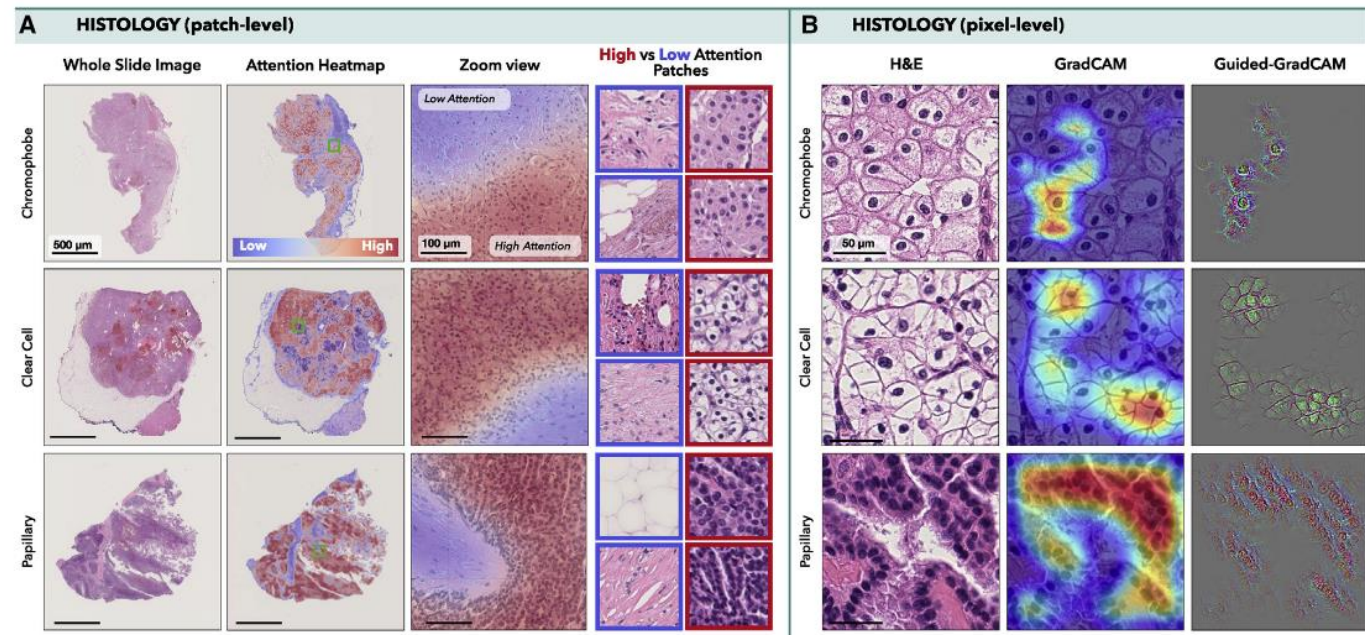 A HISTOLOGY (patch-level)
Whole Slide Image
Attention Heatmap
Zoom view
High vs Low Attention
Patches
Chromophobe
500 µm
Low High
Low Attention
100 µm
High Attention
Clear Cell
Papillary
B HISTOLOGY (pixel-level)
H&E
GradCAM
Guided-GradCAM
Chromophobe
50 µm
Clear Cell
Papillary